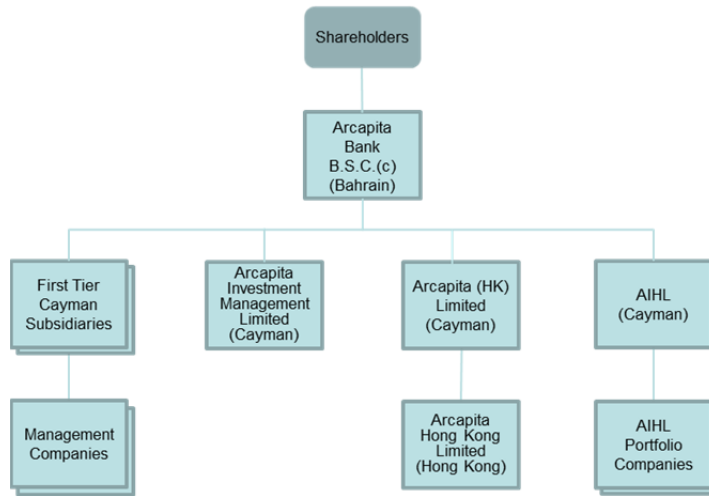 Shareholders
Arcapita
Bank
B.S.C.(c)
(Bahrain)
First Tier
Cayman
Subsidiaries
Arcapita
Investment
Management
Limited
(Cayman)
Arcapita (HK)
Limited
(Cayman)
AIHL
(Cayman)
Management
Companies
Arcapita
Hong Kong
Limited
(Hong Kong)
AIHL
Portfolio
Companies